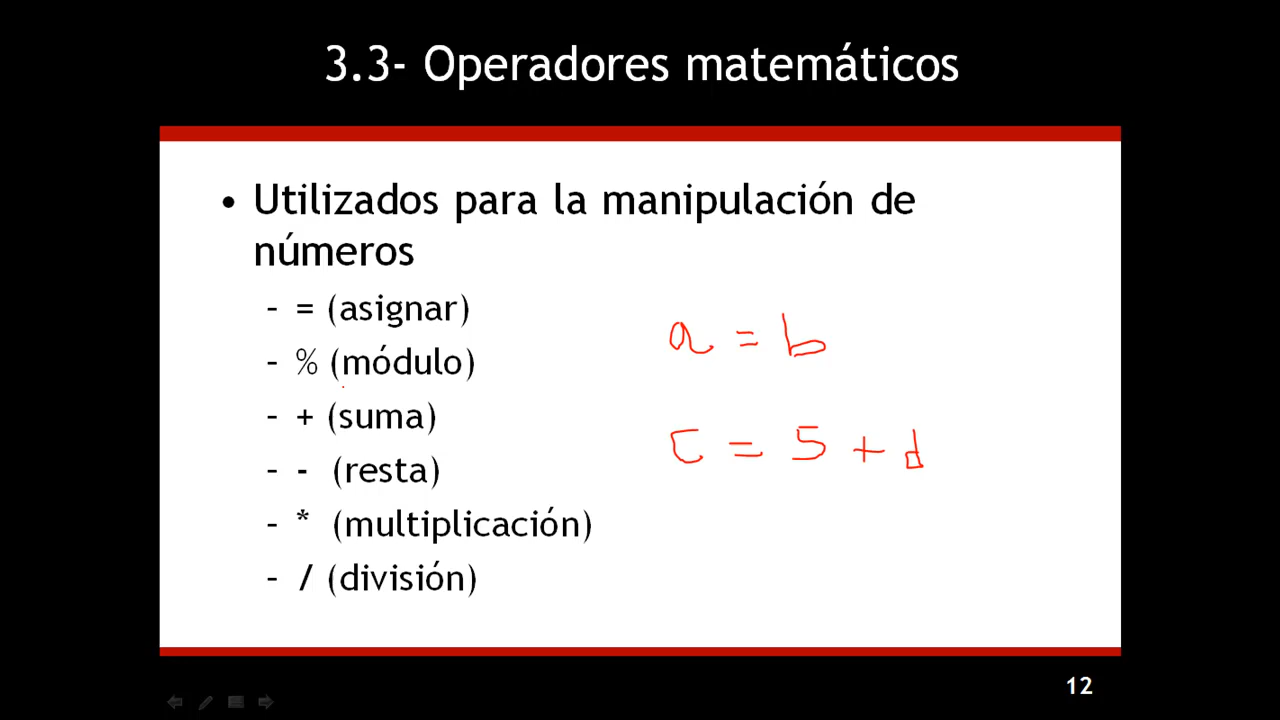 3.3- Operadores matemáticos
• Utilizados para la manipulación de
números
- = (asignar)
- % (módulo)
- + (suma)
- - (resta)
- * (multiplicación)
- / (división)
a = b
c = 5 + d
12